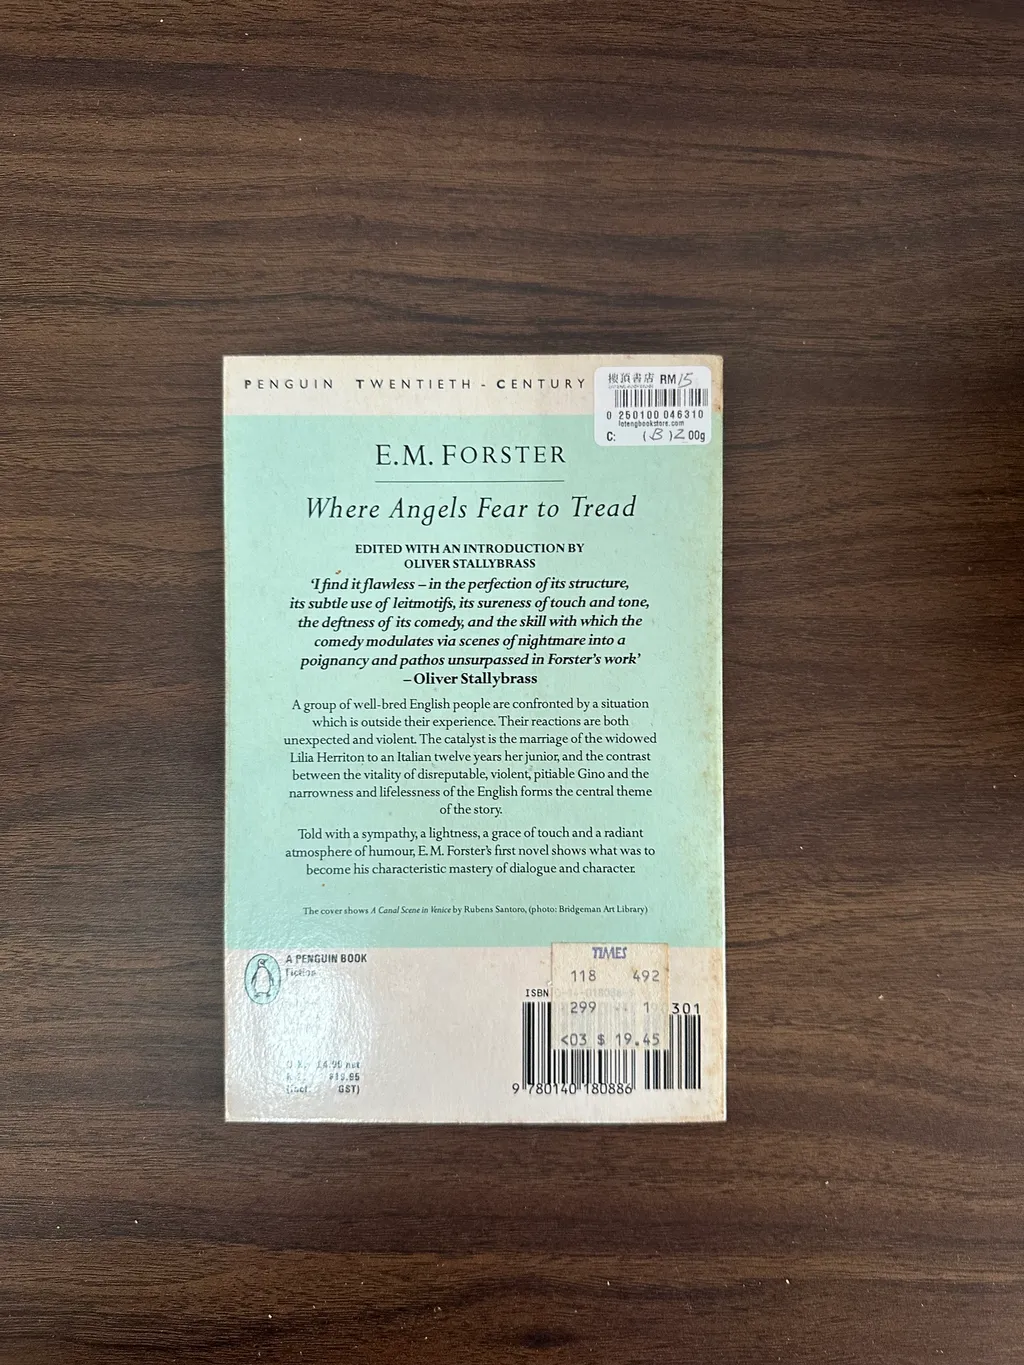 PENGUIN TWENTIETH-CENTURY
樓頂書店 RM 15
0 250100 046310
lotengbookstore.com
C: (B) 200g
E.M. FORSTER
Where Angels Fear to Tread
EDITED WITH AN INTRODUCTION BY
OLIVER STALLYBRASS
‘I find it flawless – in the perfection of its structure,
its subtle use of leitmotifs, its sureness of touch and tone,
the deftness of its comedy, and the skill with which the
comedy modulates via scenes of nightmare into a
poignancy and pathos unsurpassed in Forster’s work’
– Oliver Stallybrass
A group of well-bred English people are confronted by a situation
which is outside their experience. Their reactions are both
unexpected and violent. The catalyst is the marriage of the widowed
Lilia Herriton to an Italian twelve years her junior, and the contrast
between the vitality of disreputable, violent, pitiable Gino and the
narrowness and lifelessness of the English forms the central theme
of the story.
Told with a sympathy, a lightness, a grace of touch and a radiant
atmosphere of humour, E. M. Forster’s first novel shows what was to
become his characteristic mastery of dialogue and character.
The cover shows A Canal Scene in Venice by Rubens Santoro, (photo: Bridgeman Art Library)
A PENGUIN BOOK
Fiction
TIMES
118 492
ISBN
299
301
<03 $ 19.45
£4.99 net
$19.95
GST)
9 780140 180886